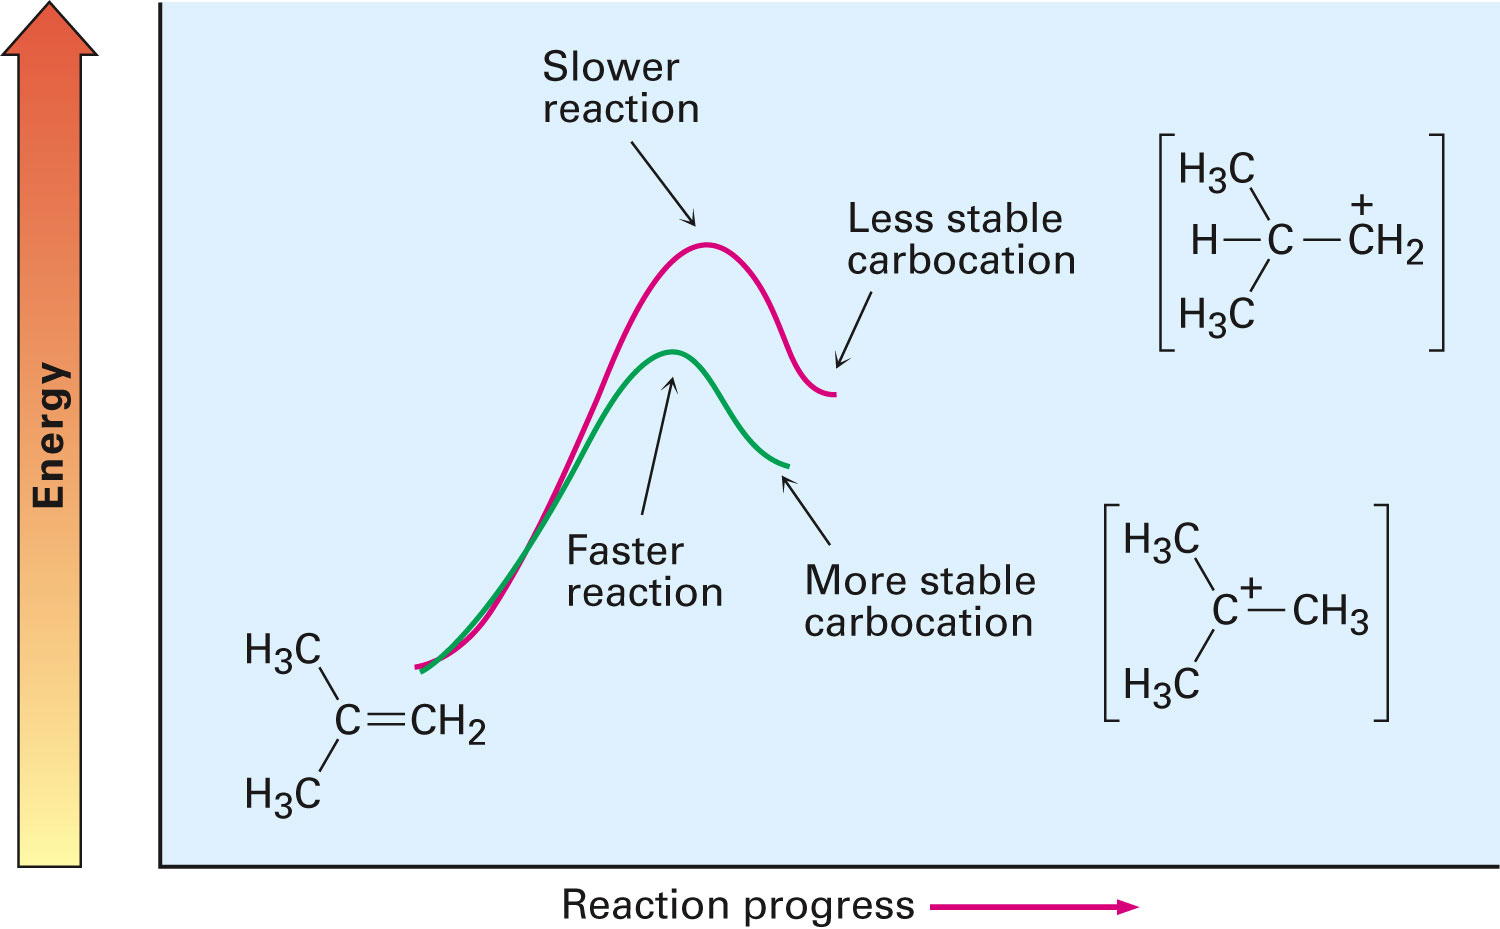 Energy
Slower
reaction
Less stable
carbocation
H3C
H—C—CH2
+
H3C
Faster
reaction
More stable
carbocation
H3C
C+—CH3
H3C
H3C
C=CH2
H3C
Reaction progress